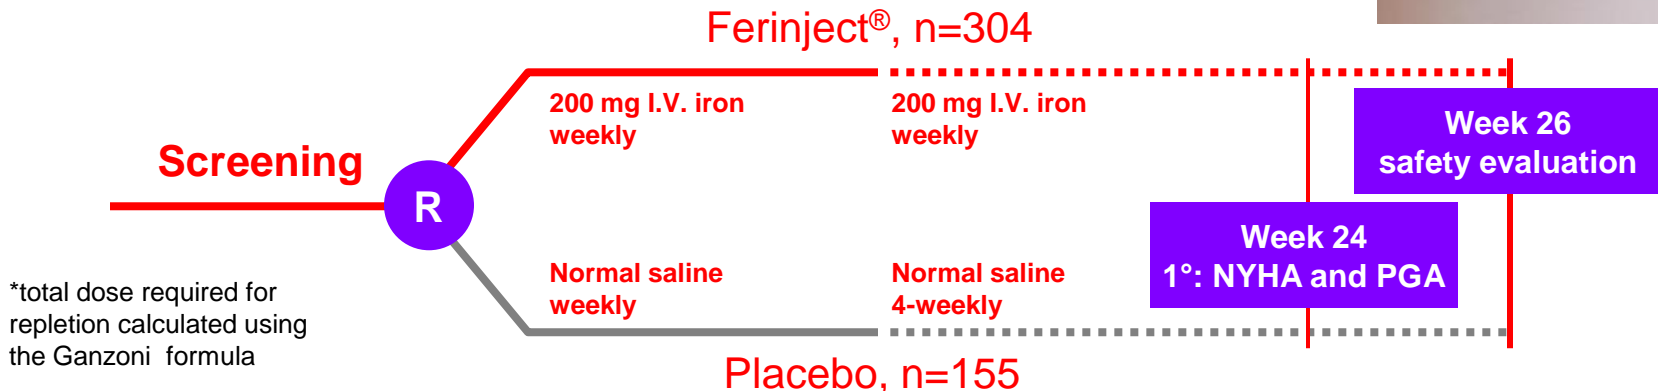 Ferinject®, n=304
200 mg I.V. iron
weekly
200 mg I.V. iron
weekly
Week 26
safety evaluation
Screening
R
Week 24
1°: NYHA and PGA
Normal saline
weekly
Normal saline
4-weekly
*total dose required for
repletion calculated using
the Ganzoni formula
Placebo, n=155